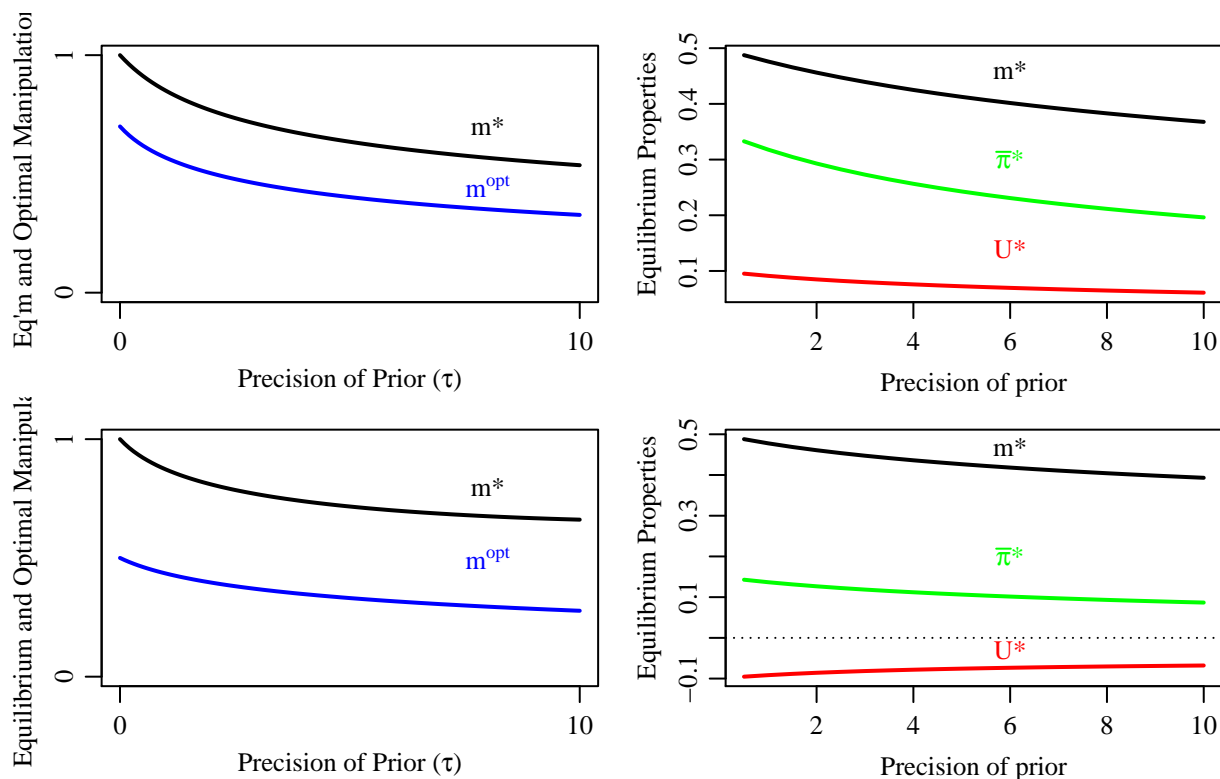 Eq'm and Optimal Manipulation
1
0
m*
m^opt
0 10
Precision of Prior (τ)
Equilibrium Properties
0.5
0.4
0.3
0.2
0.1
m*
π̅*
U*
2 4 6 8 10
Precision of prior
Equilibrium and Optimal
1
0
m*
m^opt
0 10
Precision of Prior (τ)
Equilibrium Properties
0.5
0.3
0.1
−0.1
m*
π̅*
U*
2 4 6 8 10
Precision of prior